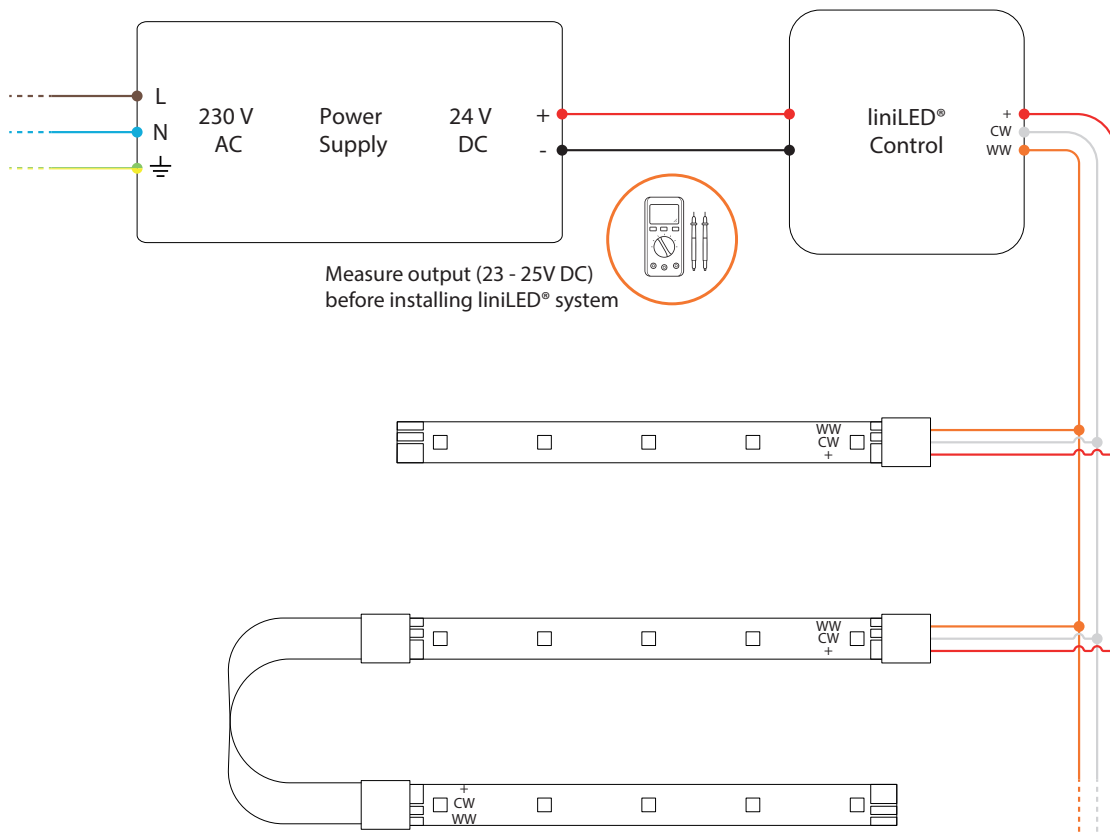 L
N
230 V
AC
Power
Supply
24 V
DC
+
-
liniLED®
Control
+
CW
WW
Measure output (23 - 25V DC)
before installing liniLED® system
WW
CW
+
WW
CW
+
+
CW
WW